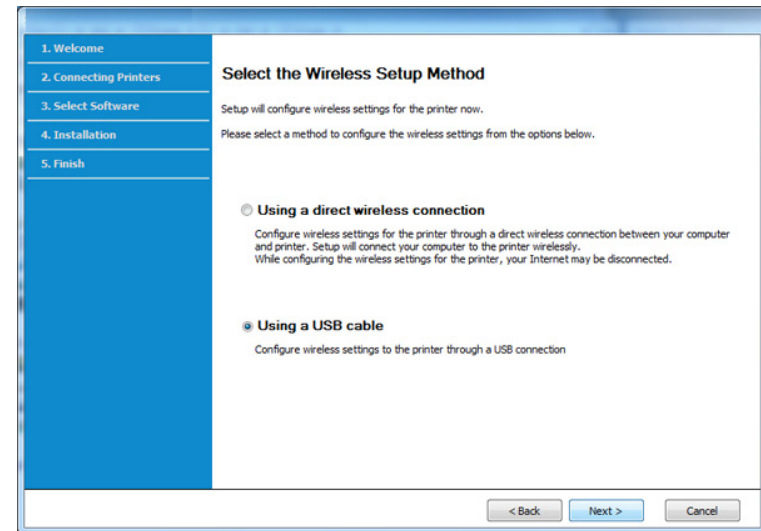 1. Welcome
2. Connecting Printers
3. Select Software
4. Installation
5. Finish
Select the Wireless Setup Method
Setup will configure wireless settings for the printer now.
Please select a method to configure the wireless settings from the options below.
Using a direct wireless connection
Configure wireless settings for the printer through a direct wireless connection between your computer
and printer. Setup will connect your computer to the printer wirelessly.
While configuring the wireless settings for the printer, your Internet may be disconnected.
Using a USB cable
Configure wireless settings to the printer through a USB connection
< Back Next > Cancel